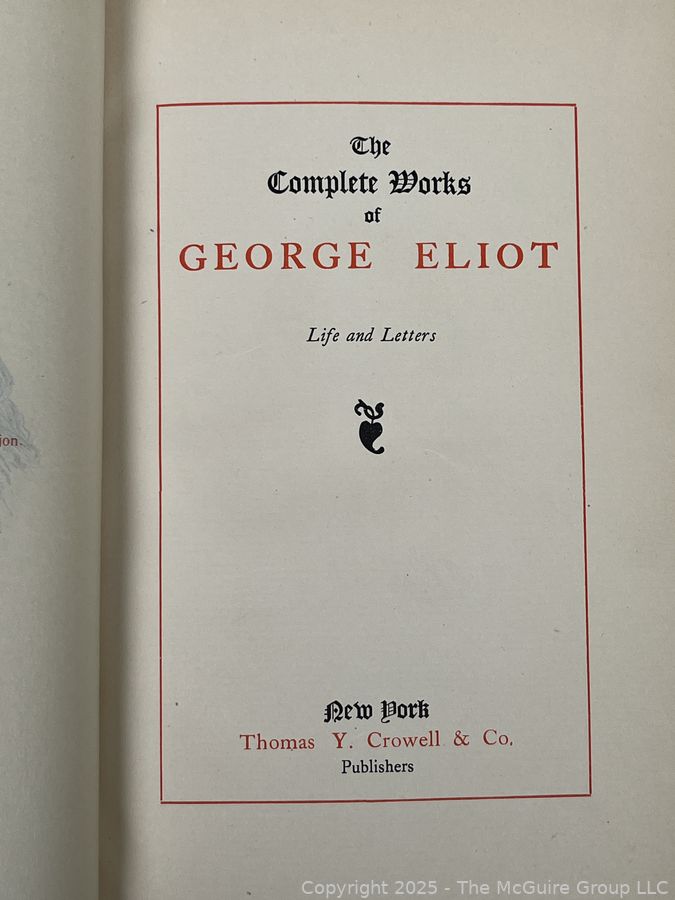 The
Complete Works
of
GEORGE ELIOT
Life and Letters
New York
Thomas Y. Crowell & Co.
Publishers
Copyright 2025 - The McGuire Group LLC